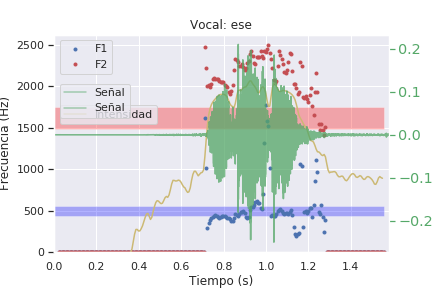 Vocal: ese
F1
F2
Señal
Señal
Intensidad
Frecuencia (Hz)
2500
2000
1500
1000
500
0
0.2
0.1
0.0
−0.1
−0.2
0.0 0.2 0.4 0.6 0.8 1.0 1.2 1.4
Tiempo (s)